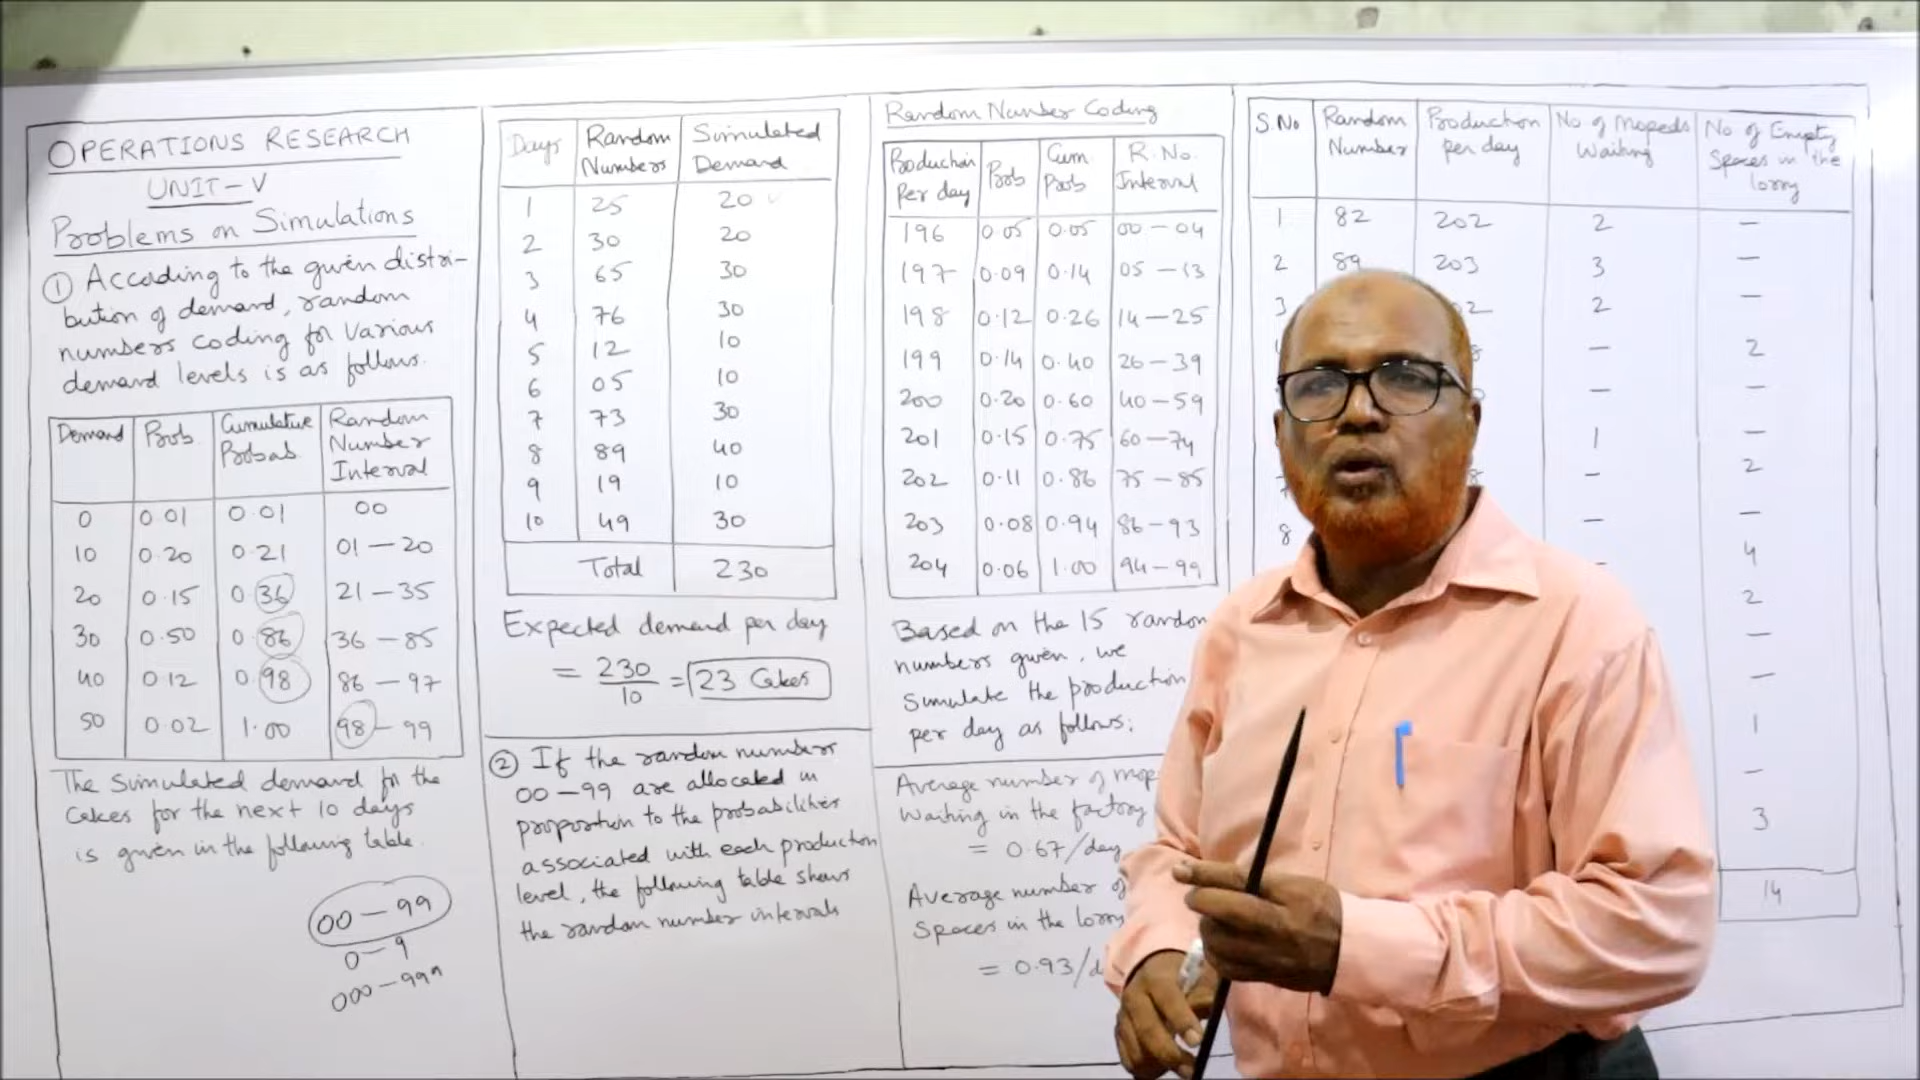 OPERATIONS RESEARCH
UNIT-V
Problems on Simulations
① According to the given distri-
bution of demand, random
numbers coding for various
demand levels is as follows.
Demand Prob. Cumulative Probab. Random Number Interval
0 0.01 0.01 00
10 0.20 0.21 01-20
20 0.15 0.36 21-35
30 0.50 0.86 36-85
40 0.12 0.98 86-97
50 0.02 1.00 98-99
The simulated demand for the
Cakes for the next 10 days
is given in the following table.
00-99
0-9
000-999
Days Random Numbers Simulated Demand
1 25 20
2 30 20
3 65 30
4 76 30
5 12 10
6 05 10
7 73 30
8 89 40
9 19 10
10 49 30
Total 230
Expected demand per day
= 230/10 = 23 Cakes
② If the random numbers
00-99 are allocated in
proportion to the probabilities
associated with each production
level, the following table shows
the random number intervals
Random Number Coding
Production Per day Prob Cum. Prob R.No. Interval
196 0.05 0.05 00-04
197 0.09 0.14 05-13
198 0.12 0.26 14-25
199 0.14 0.40 26-39
200 0.20 0.60 40-59
201 0.15 0.75 60-74
202 0.11 0.86 75-85
203 0.08 0.94 86-93
204 0.06 1.00 94-99
Based on the 15 random
numbers given, we
Simulate the production
per day as follows:
Average number of mop
waiting in the factory
= 0.67/day
Average number of
Spaces in the lorry
= 0.93/d
S.No Random Number Production per day No of Mopeds Waiting No of Empty Spaces in the lorry
1 82 202 2 -
2 89 203 3 -
3 02 2 -
8 - 2
- -
1 -
7 8 - 2
8 - -
- 4
2
-
-
1
-
3
14